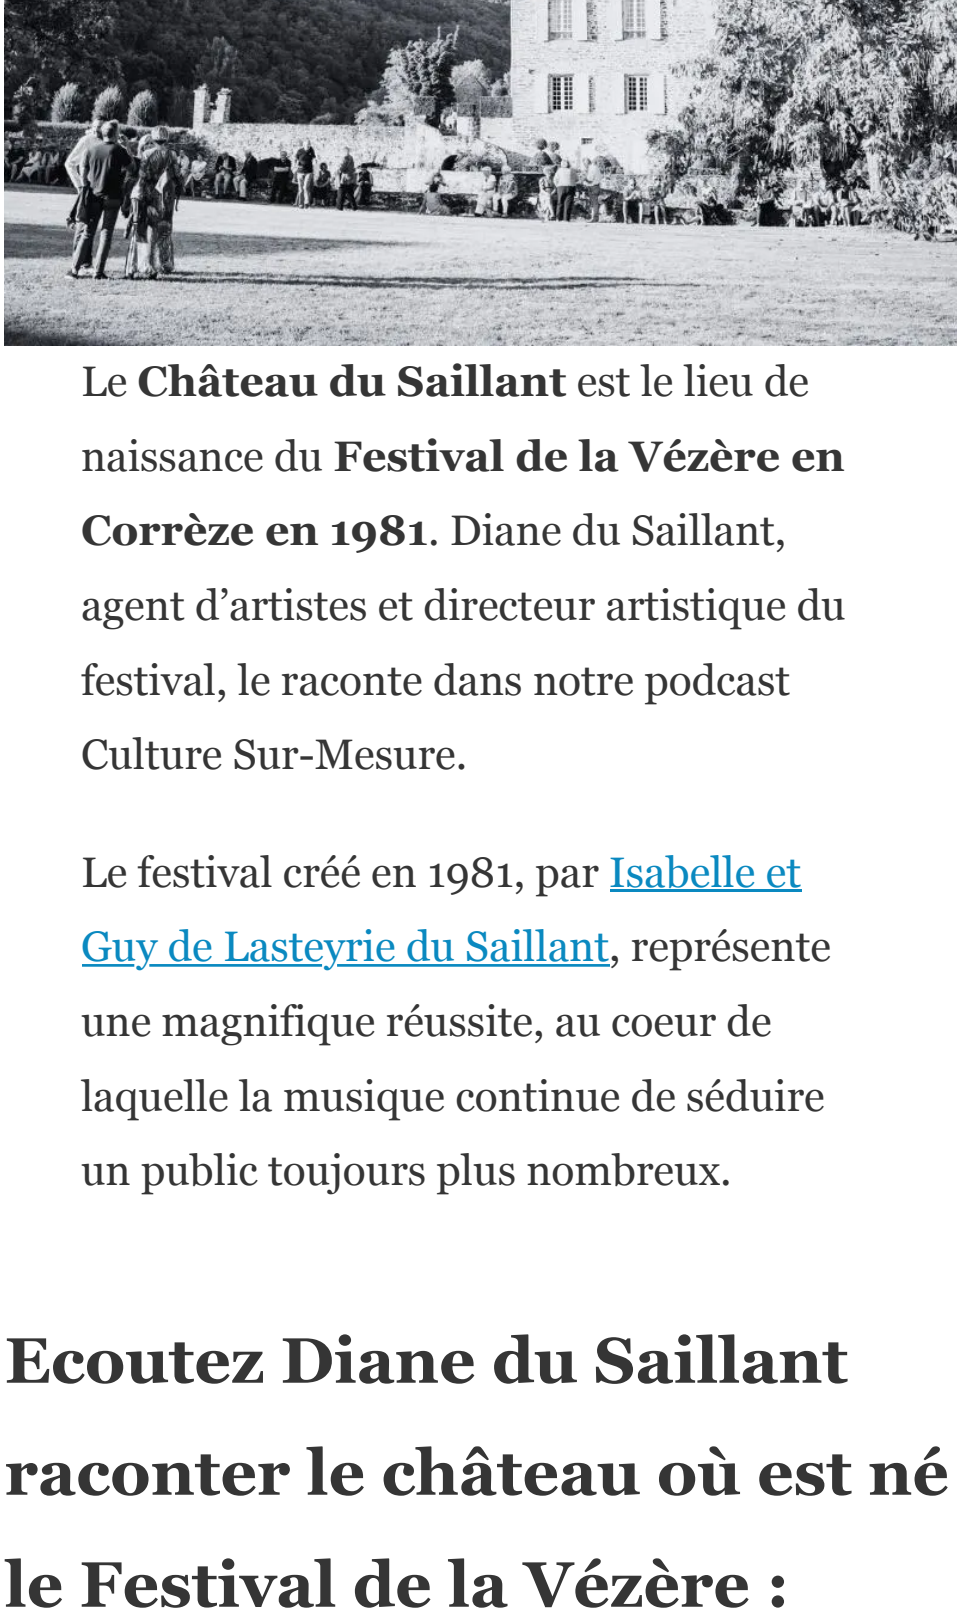 Le Château du Saillant est le lieu de
naissance du Festival de la Vézère en
Corrèze en 1981. Diane du Saillant,
agent d’artistes et directeur artistique du
festival, le raconte dans notre podcast
Culture Sur-Mesure.
Le festival créé en 1981, par Isabelle et
Guy de Lasteyrie du Saillant, représente
une magnifique réussite, au coeur de
laquelle la musique continue de séduire
un public toujours plus nombreux.
Ecoutez Diane du Saillant
raconter le château où est né
le Festival de la Vézère :